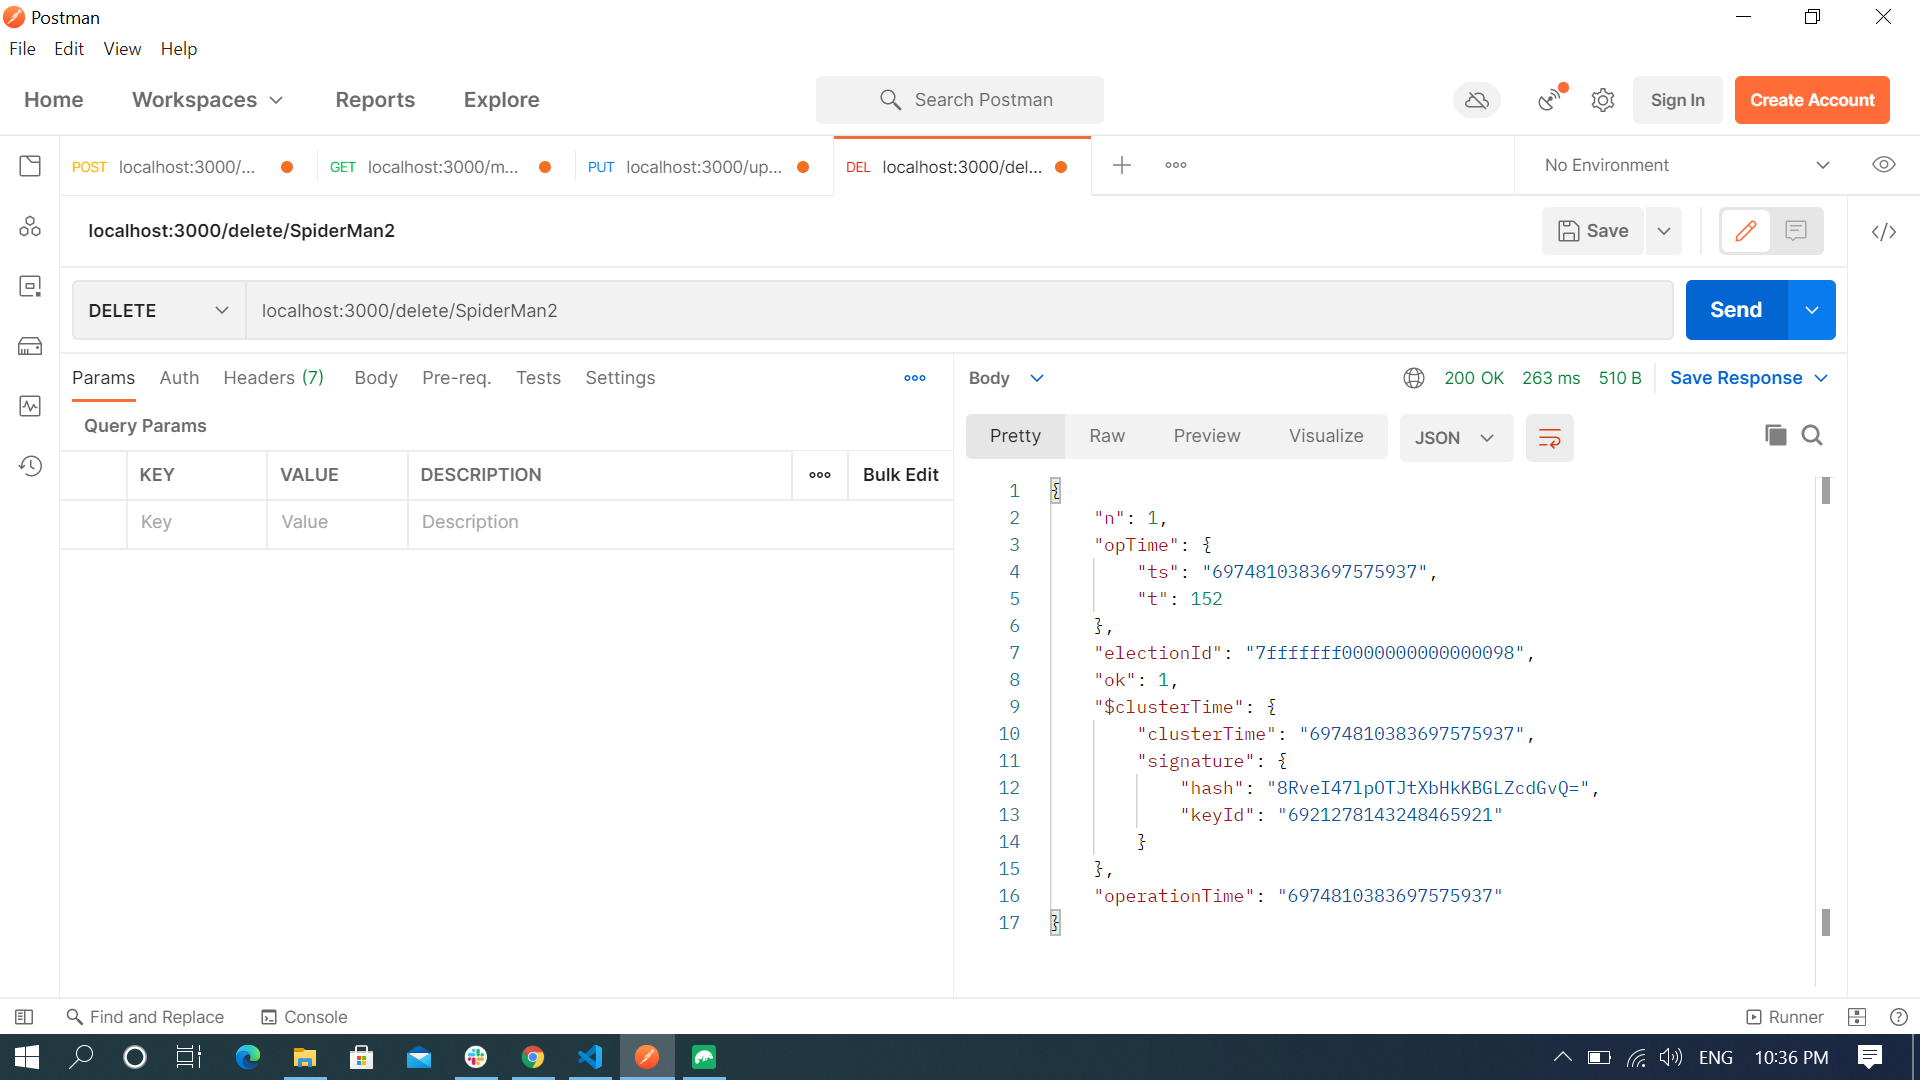 Postman
File Edit View Help
Home Workspaces Reports Explore Search Postman Sign In Create Account
POST localhost:3000/... GET localhost:3000/m... PUT localhost:3000/up... DEL localhost:3000/del... No Environment
localhost:3000/delete/SpiderMan2 Save
DELETE localhost:3000/delete/SpiderMan2 Send
Params Auth Headers (7) Body Pre-req. Tests Settings
Query Params
KEY VALUE DESCRIPTION Bulk Edit
Key Value Description
Body 200 OK 263 ms 510 B Save Response
Pretty Raw Preview Visualize JSON
1 {
2 "n": 1,
3 "opTime": {
4 "ts": "6974810383697575937",
5 "t": 152
6 },
7 "electionId": "7fffffff0000000000000098",
8 "ok": 1,
9 "$clusterTime": {
10 "clusterTime": "6974810383697575937",
11 "signature": {
12 "hash": "8RveI47lpOTJtXbHkKBGLZcdGvQ=",
13 "keyId": "6921278143248465921"
14 }
15 },
16 "operationTime": "6974810383697575937"
17 }
Find and Replace Console Runner
ENG 10:36 PM